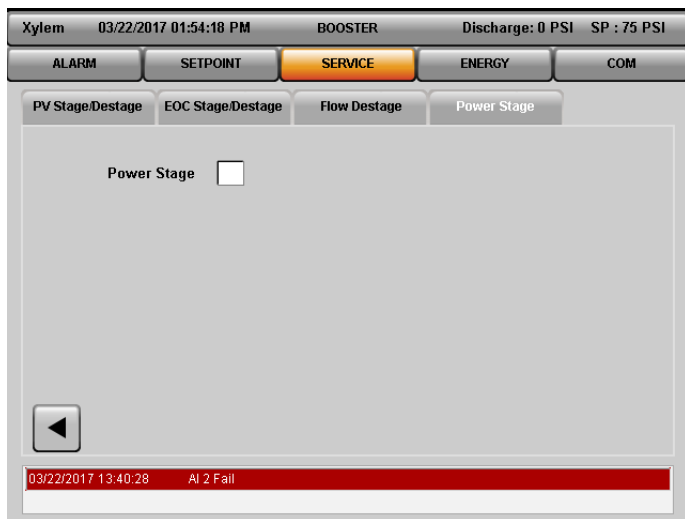 Xylem 03/22/2017 01:54:18 PM BOOSTER Discharge: 0 PSI SP : 75 PSI
ALARM SETPOINT SERVICE ENERGY COM
PV Stage/Destage EOC Stage/Destage Flow Destage Power Stage
Power Stage
03/22/2017 13:40:28 AI 2 Fail